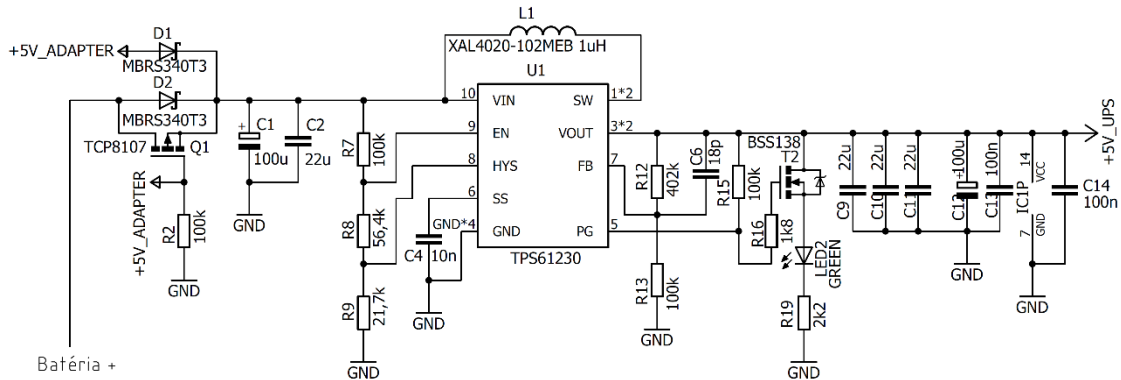 L1
XAL4020-102MEB 1uH
D1
+5V_ADAPTER
MBRS340T3
D2
MBRS340T3
TCP8107
Q1
+5V_ADAPTER
R2
100k
GND
Batéria +
+
C1
100u
C2
22u
GND
R7
100k
R8
56,4k
R9
21,7k
GND
U1
10
VIN
SW
1*2
9
EN
VOUT
3*2
8
HYS
FB
7
6
SS
GND*4
GND
PG
5
TPS61230
C4
10n
GND
R12
402k
C6
18p
R13
100k
GND
R15
100k
BSS138
T2
R16
1k8
LED2
GREEN
R19
2k2
GND
C9
22u
C10
22u
C11
22u
C12
+100u
C13
100n
GND
14
VCC
IC1P
7
GND
GND
C14
100n
+5V_UPS